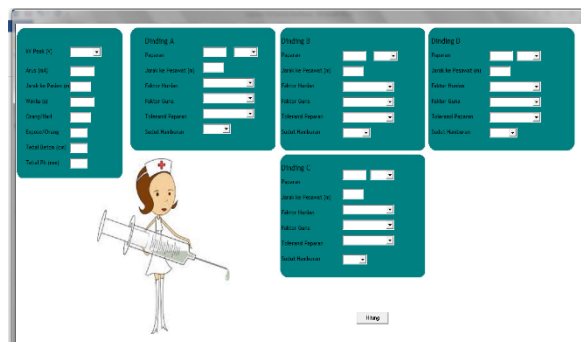 kV Peak (V)
Arus (mA)
Jarak ke Pasien (m)
Waktu (s)
Orang/Hari
Expose/Orang
Tebal Beton (cm)
Tebal Pb (mm)
Dinding A
Paparan
Jarak ke Pesawat (m)
Faktor Hunian
Faktor Guna
Toleransi Paparan
Sudut Hamburan
Dinding B
Paparan
Jarak ke Pesawat (m)
Faktor Hunian
Faktor Guna
Toleransi Paparan
Sudut Hamburan
Dinding D
Paparan
Jarak ke Pesawat (m)
Faktor Hunian
Faktor Guna
Toleransi Paparan
Sudut Hamburan
Dinding C
Paparan
Jarak ke Pesawat (m)
Faktor Hunian
Faktor Guna
Toleransi Paparan
Sudut Hamburan
Hitung